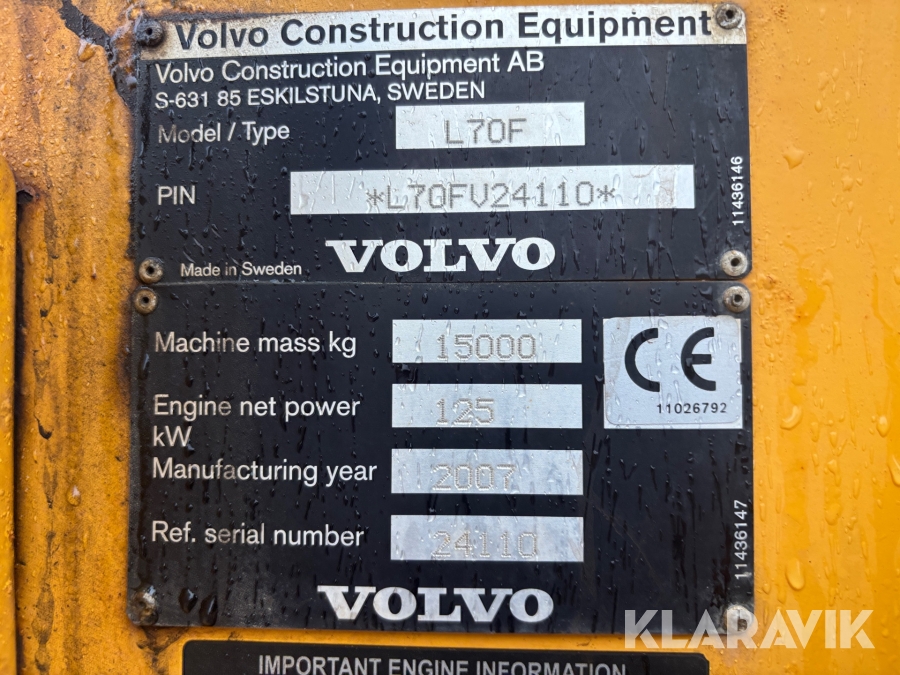 Volvo Construction Equipment
Volvo Construction Equipment AB
S-631 85 ESKILSTUNA, SWEDEN
Model / Type L70F
PIN *L70FV24110*
11436146
Made in Sweden VOLVO
Machine mass kg 15000
CE
11026792
Engine net power 125
kW
Manufacturing year 2007
Ref. serial number 24110
11436147
VOLVO
KLARAVIK
IMPORTANT ENGINE INFORMATION